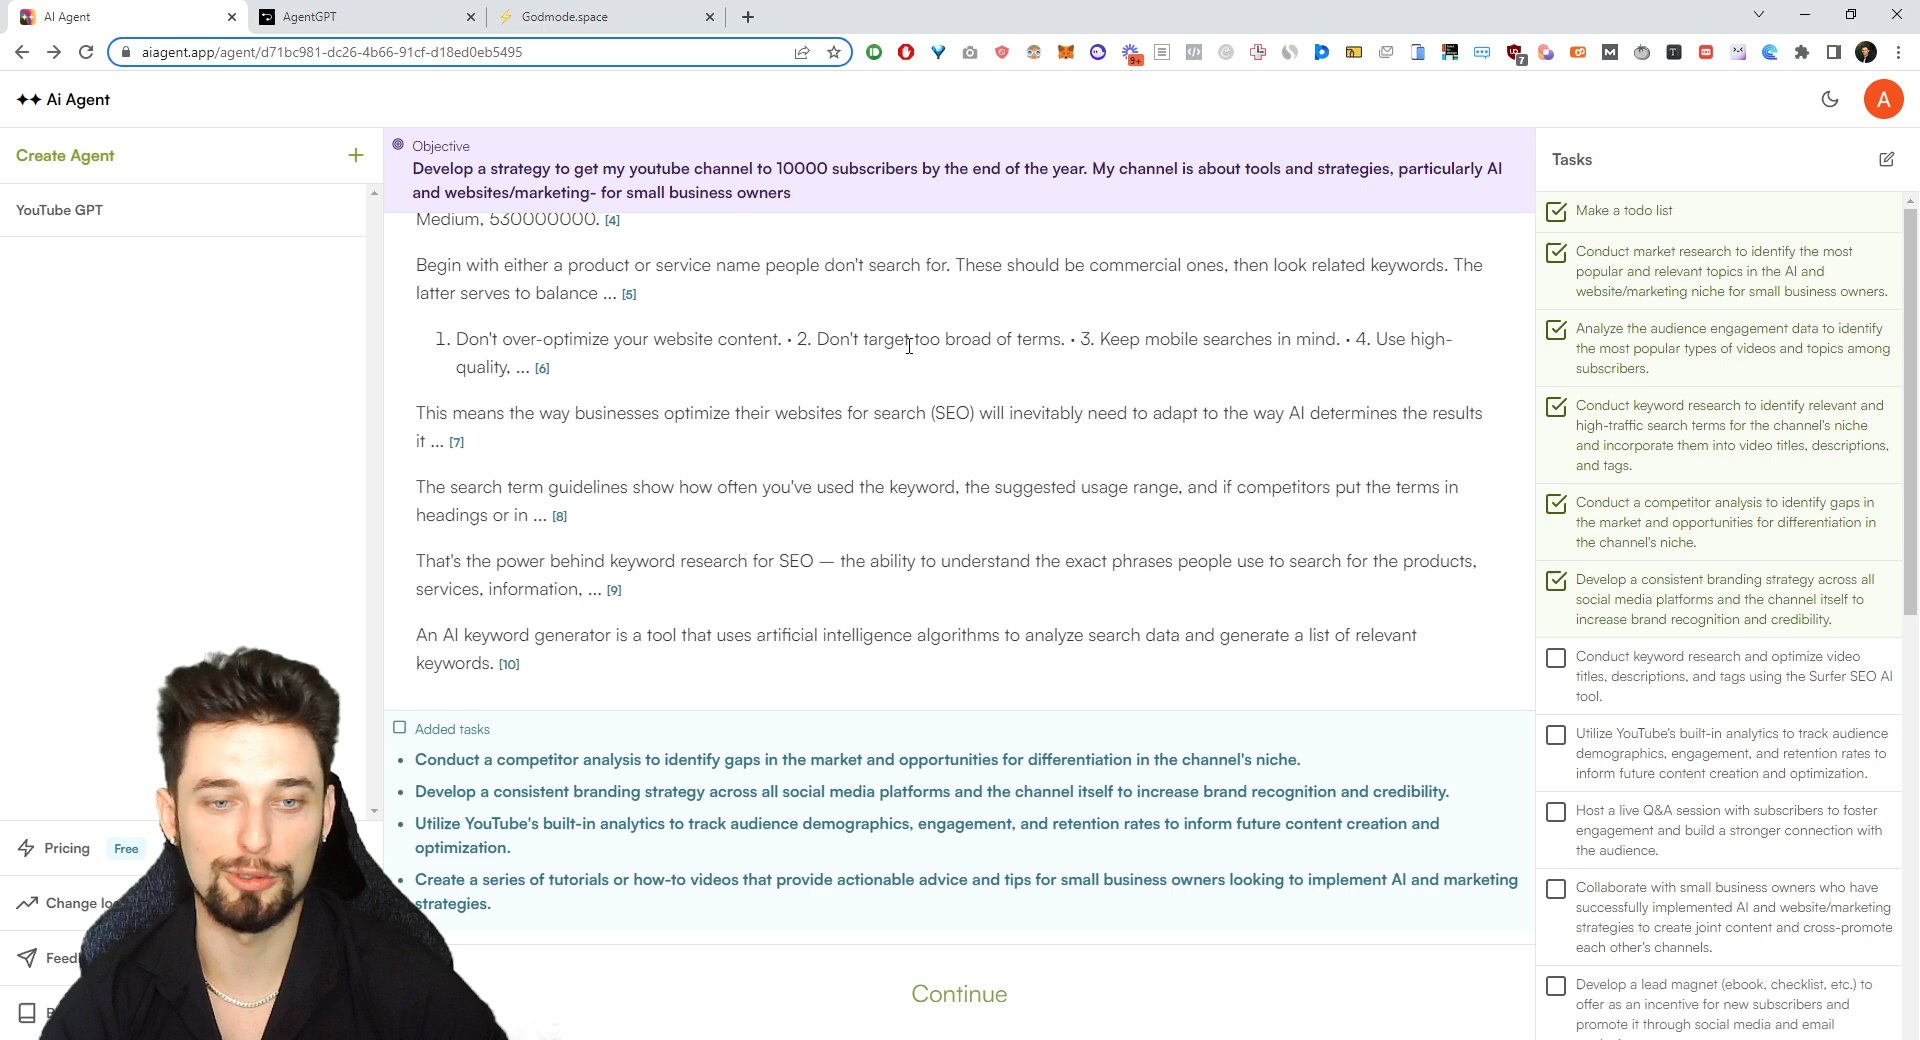 AI Agent
AgentGPT
Godmode.space
aiagent.app/agent/d71bc981-dc26-4b66-91cf-d18ed0eb5495
9+
7
Ai Agent
A
Create Agent
YouTube GPT
Pricing
Free
Change lo
Feed
Objective
Develop a strategy to get my youtube channel to 10000 subscribers by the end of the year. My channel is about tools and strategies, particularly AI
and websites/marketing- for small business owners
Medium, 530000000. [4]
Begin with either a product or service name people don't search for. These should be commercial ones, then look related keywords. The
latter serves to balance ... [5]
1. Don't over-optimize your website content. · 2. Don't target too broad of terms. · 3. Keep mobile searches in mind. · 4. Use high-
quality, ... [6]
This means the way businesses optimize their websites for search (SEO) will inevitably need to adapt to the way AI determines the results
it ... [7]
The search term guidelines show how often you've used the keyword, the suggested usage range, and if competitors put the terms in
headings or in ... [8]
That's the power behind keyword research for SEO — the ability to understand the exact phrases people use to search for the products,
services, information, ... [9]
An AI keyword generator is a tool that uses artificial intelligence algorithms to analyze search data and generate a list of relevant
keywords. [10]
Added tasks
• Conduct a competitor analysis to identify gaps in the market and opportunities for differentiation in the channel's niche.
• Develop a consistent branding strategy across all social media platforms and the channel itself to increase brand recognition and credibility.
• Utilize YouTube's built-in analytics to track audience demographics, engagement, and retention rates to inform future content creation and
optimization.
• Create a series of tutorials or how-to videos that provide actionable advice and tips for small business owners looking to implement AI and marketing
strategies.
Continue
Tasks
Make a todo list
Conduct market research to identify the most
popular and relevant topics in the AI and
website/marketing niche for small business owners.
Analyze the audience engagement data to identify
the most popular types of videos and topics among
subscribers.
Conduct keyword research to identify relevant and
high-traffic search terms for the channel's niche
and incorporate them into video titles, descriptions,
and tags.
Conduct a competitor analysis to identify gaps in
the market and opportunities for differentiation in
the channel's niche.
Develop a consistent branding strategy across all
social media platforms and the channel itself to
increase brand recognition and credibility.
Conduct keyword research and optimize video
titles, descriptions, and tags using the Surfer SEO AI
tool.
Utilize YouTube's built-in analytics to track audience
demographics, engagement, and retention rates to
inform future content creation and optimization.
Host a live Q&A session with subscribers to foster
engagement and build a stronger connection with
the audience.
Collaborate with small business owners who have
successfully implemented AI and website/marketing
strategies to create joint content and cross-promote
each other's channels.
Develop a lead magnet (ebook, checklist, etc.) to
offer as an incentive for new subscribers and
promote it through social media and email